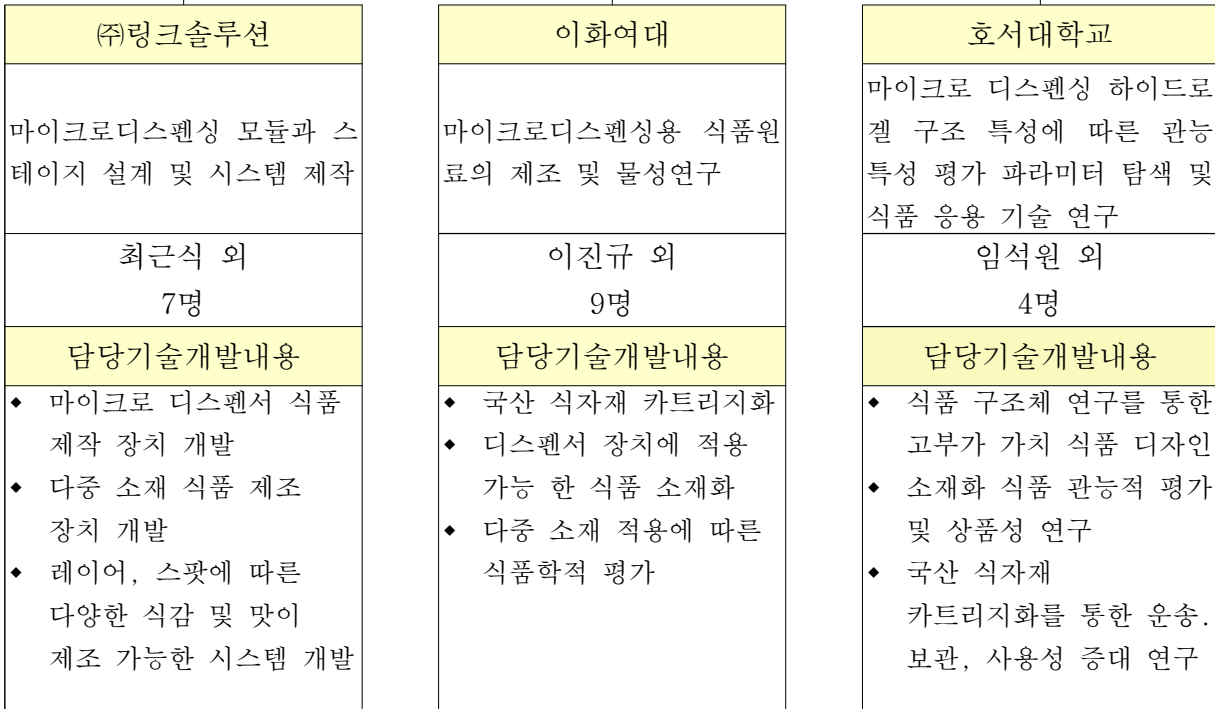 ㈜링크솔루션
마이크로디스펜싱 모듈과 스
테이지 설계 및 시스템 제작
최근식 외
7명
담당기술개발내용
◆ 마이크로 디스펜서 식품
제작 장치 개발
◆ 다중 소재 식품 제조
장치 개발
◆ 레이어, 스팟에 따른
다양한 식감 및 맛이
제조 가능한 시스템 개발
이화여대
마이크로디스펜싱용 식품원
료의 제조 및 물성연구
이진규 외
9명
담당기술개발내용
◆ 국산 식자재 카트리지화
◆ 디스펜서 장치에 적용
가능 한 식품 소재화
◆ 다중 소재 적용에 따른
식품학적 평가
호서대학교
마이크로 디스펜싱 하이드로
겔 구조 특성에 따른 관능
특성 평가 파라미터 탐색 및
식품 응용 기술 연구
임석원 외
4명
담당기술개발내용
◆ 식품 구조체 연구를 통한
고부가 가치 식품 디자인
◆ 소재화 식품 관능적 평가
및 상품성 연구
◆ 국산 식자재
카트리지화를 통한 운송.
보관, 사용성 증대 연구